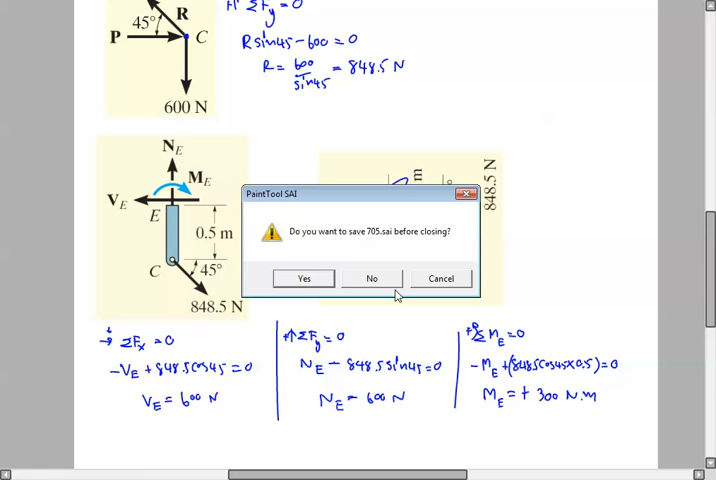 +↑ΣFy=0
R
45°
P
C
600 N
R sin45-600=0
R= 600/sin45 = 848.5 N
NE
ME
VE
E
0.5 m
C
45°
848.5 N
m
848.5 N
PaintTool SAI
Do you want to save 705.sai before closing?
Yes
No
Cancel
→+ ΣFx=0
-VE+848.5cos45=0
VE=600 N
+↑ΣFy=0
NE-848.5 sin45=0
NE=600 N
ΣME=0
-ME+(848.5cos45×0.5)=0
ME=+300 N.m